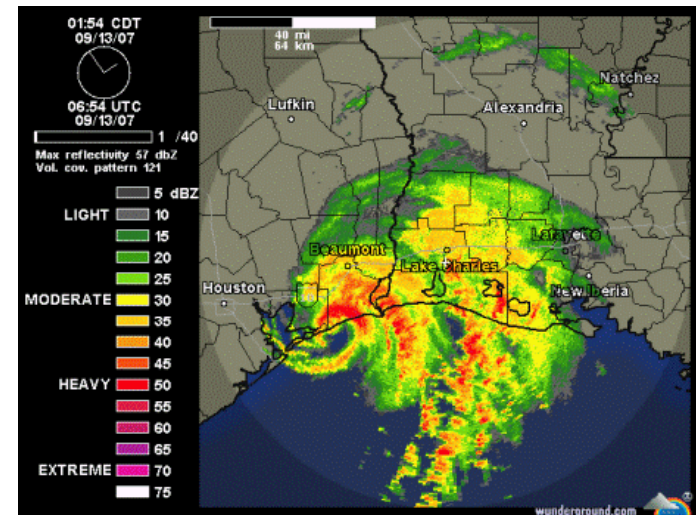 01:54 CDT
09/13/07
06:54 UTC
09/13/07
1 /40
Max reflectivity 57 dbZ
Vol. cov. pattern 121
5 dBZ
LIGHT 10
15
20
25
MODERATE 30
35
40
45
HEAVY 50
55
60
65
EXTREME 70
75
40 mi
64 km
Natchez
Lufkin
Alexandria
Beaumont
Lafayette
Lake Charles
Houston
New Iberia
wunderground.com